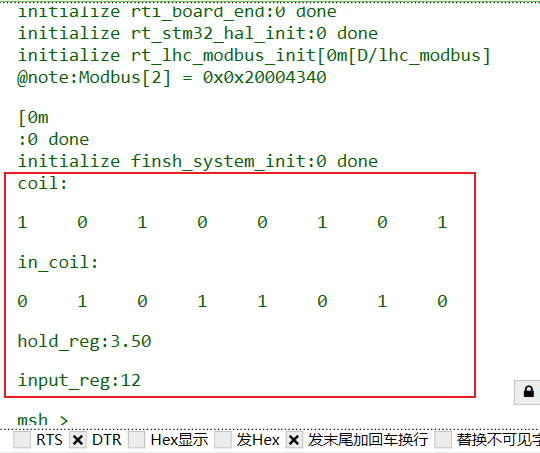 initialize rti_board_end:0 done
initialize rt_stm32_hal_init:0 done
initialize rt_lhc_modbus_init[0m[D/lhc_modbus]
@note:Modbus[2] = 0x0x20004340
[0m
:0 done
initialize finsh_system_init:0 done
coil:
1 0 1 0 0 1 0 1
in_coil:
0 1 0 1 1 0 1 0
hold_reg:3.50
input_reg:12
msh >
RTS DTR Hex显示 发Hex 发末尾加回车换行 替换不可见字